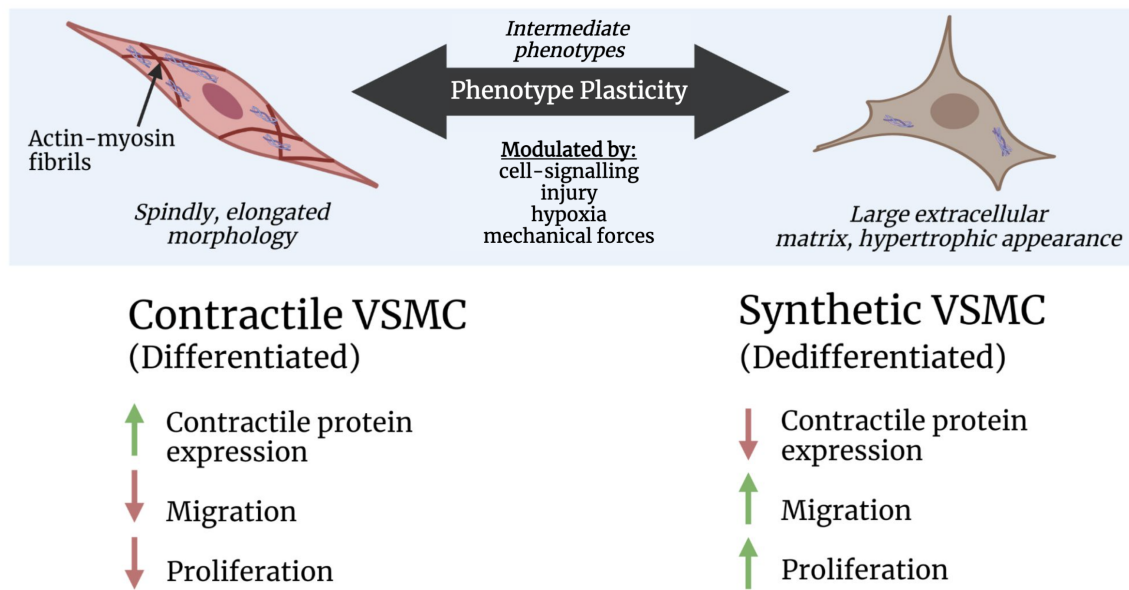 Intermediate
phenotypes
Phenotype Plasticity
Modulated by:
cell-signalling
injury
hypoxia
mechanical forces
Actin-myosin
fibrils
Spindly, elongated
morphology
Large extracellular
matrix, hypertrophic appearance
Contractile VSMC
(Differentiated)
Contractile protein
expression
Migration
Proliferation
Synthetic VSMC
(Dedifferentiated)
Contractile protein
expression
Migration
Proliferation